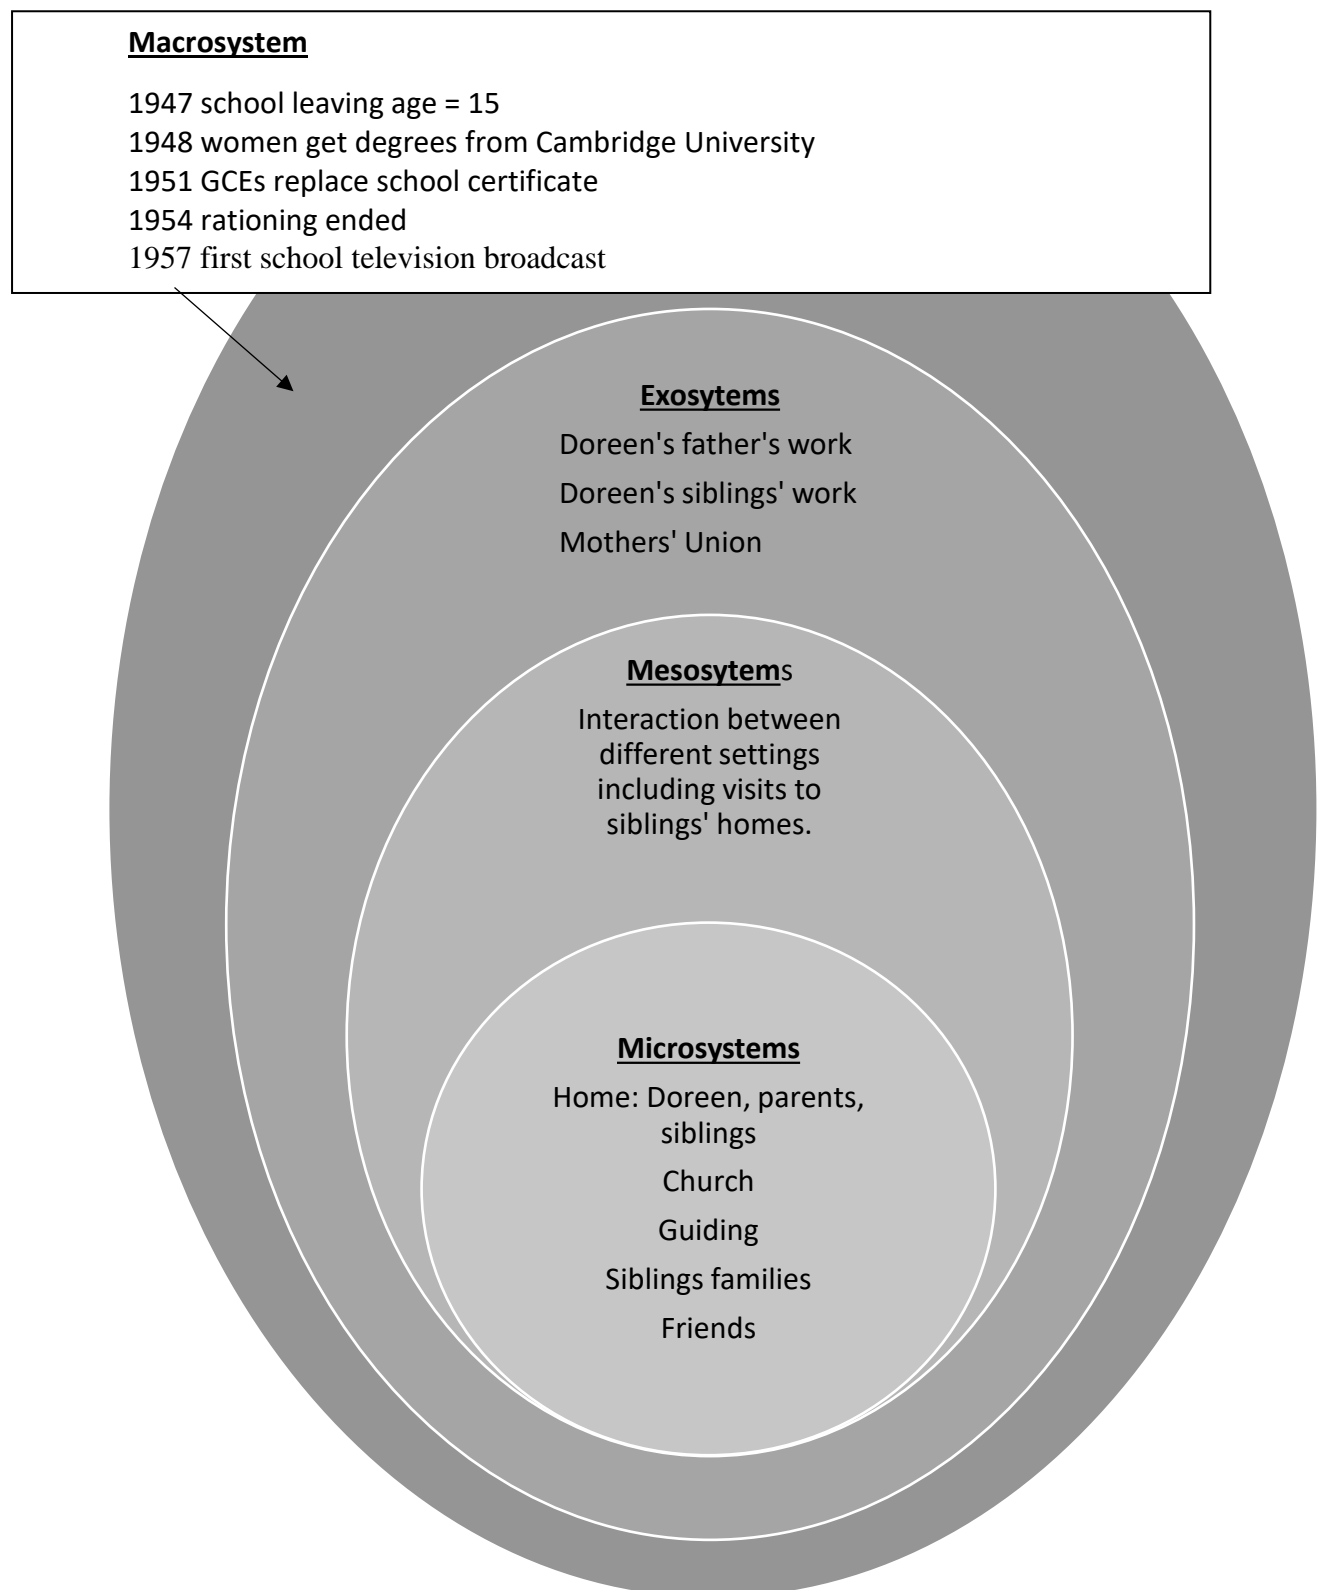 Macrosystem
1947 school leaving age = 15
1948 women get degrees from Cambridge University
1951 GCEs replace school certificate
1954 rationing ended
1957 first school television broadcast
Exosytems
Doreen's father's work
Doreen's siblings' work
Mothers' Union
Mesosytems
Interaction between
different settings
including visits to
siblings' homes.
Microsystems
Home: Doreen, parents,
siblings
Church
Guiding
Siblings families
Friends